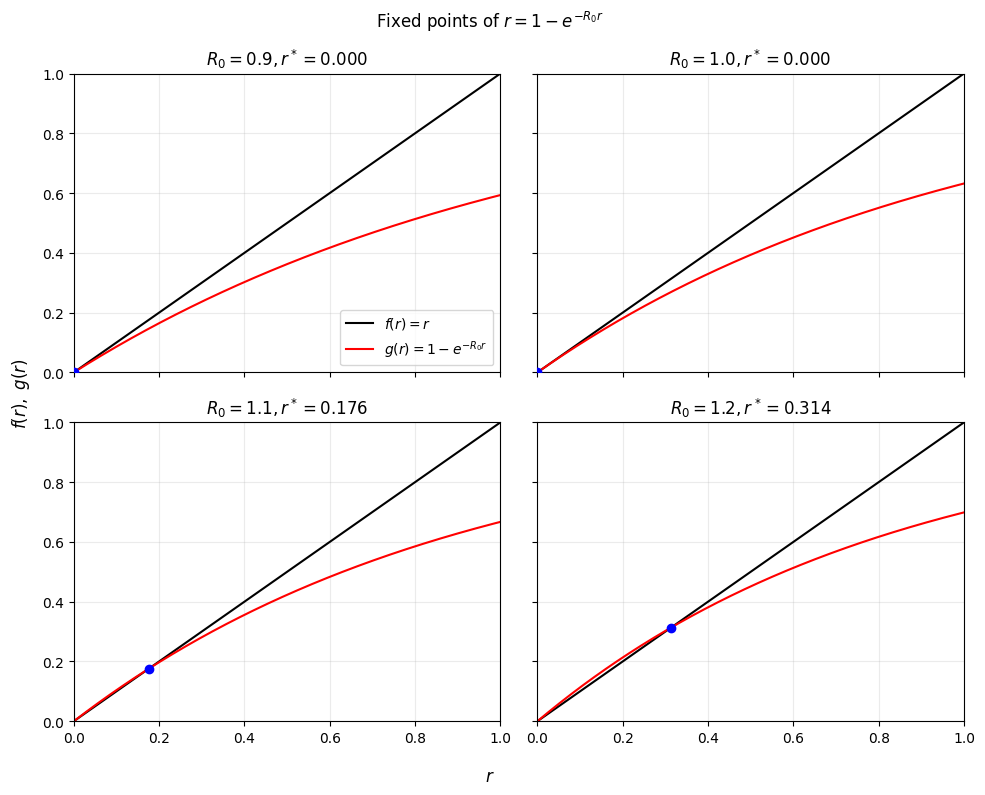 Fixed points of $r = 1 - e^{-R_0 r}$
$R_0 = 0.9, r^* = 0.000$
$R_0 = 1.0, r^* = 0.000$
1.0
0.8
0.6
0.4
0.2
0.0
$f(r) = r$
$g(r) = 1 - e^{-R_0 r}$
$f(r),\ g(r)$
$R_0 = 1.1, r^* = 0.176$
$R_0 = 1.2, r^* = 0.314$
1.0
0.8
0.6
0.4
0.2
0.0
0.0 0.2 0.4 0.6 0.8 1.0
0.0 0.2 0.4 0.6 0.8 1.0
$r$